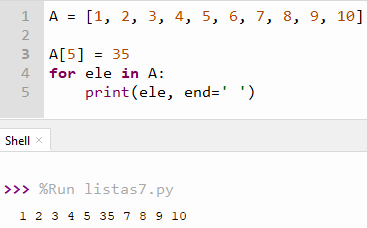 1 A = [1, 2, 3, 4, 5, 6, 7, 8, 9, 10]
2
3 A[5] = 35
4 for ele in A:
5     print(ele, end=' ')
Shell ×
>>> %Run listas7.py
1 2 3 4 5 35 7 8 9 10